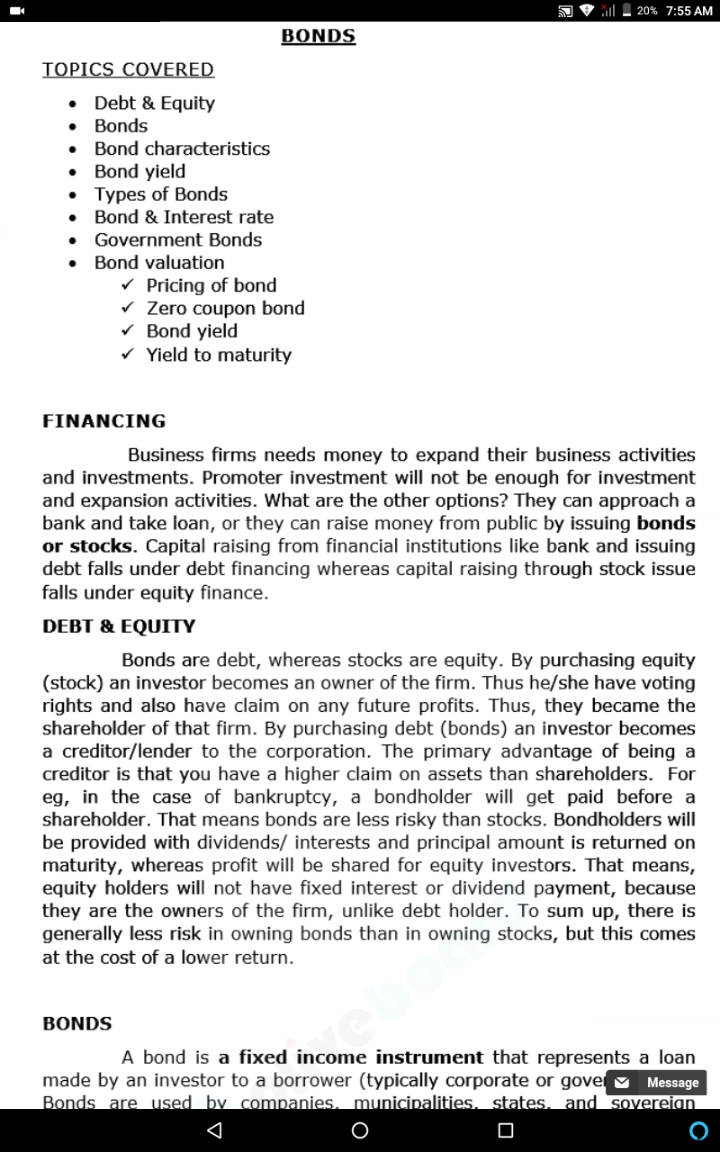 20% 7:55 AM
BONDS
TOPICS COVERED
• Debt & Equity
• Bonds
• Bond characteristics
• Bond yield
• Types of Bonds
• Bond & Interest rate
• Government Bonds
• Bond valuation
✓ Pricing of bond
✓ Zero coupon bond
✓ Bond yield
✓ Yield to maturity
FINANCING
Business firms needs money to expand their business activities
and investments. Promoter investment will not be enough for investment
and expansion activities. What are the other options? They can approach a
bank and take loan, or they can raise money from public by issuing bonds
or stocks. Capital raising from financial institutions like bank and issuing
debt falls under debt financing whereas capital raising through stock issue
falls under equity finance.
DEBT & EQUITY
Bonds are debt, whereas stocks are equity. By purchasing equity
(stock) an investor becomes an owner of the firm. Thus he/she have voting
rights and also have claim on any future profits. Thus, they became the
shareholder of that firm. By purchasing debt (bonds) an investor becomes
a creditor/lender to the corporation. The primary advantage of being a
creditor is that you have a higher claim on assets than shareholders. For
eg, in the case of bankruptcy, a bondholder will get paid before a
shareholder. That means bonds are less risky than stocks. Bondholders will
be provided with dividends/ interests and principal amount is returned on
maturity, whereas profit will be shared for equity investors. That means,
equity holders will not have fixed interest or dividend payment, because
they are the owners of the firm, unlike debt holder. To sum up, there is
generally less risk in owning bonds than in owning stocks, but this comes
at the cost of a lower return.
BONDS
A bond is a fixed income instrument that represents a loan
made by an investor to a borrower (typically corporate or gover
Message
Bonds are used by companies, municipalities, states, and sovereign